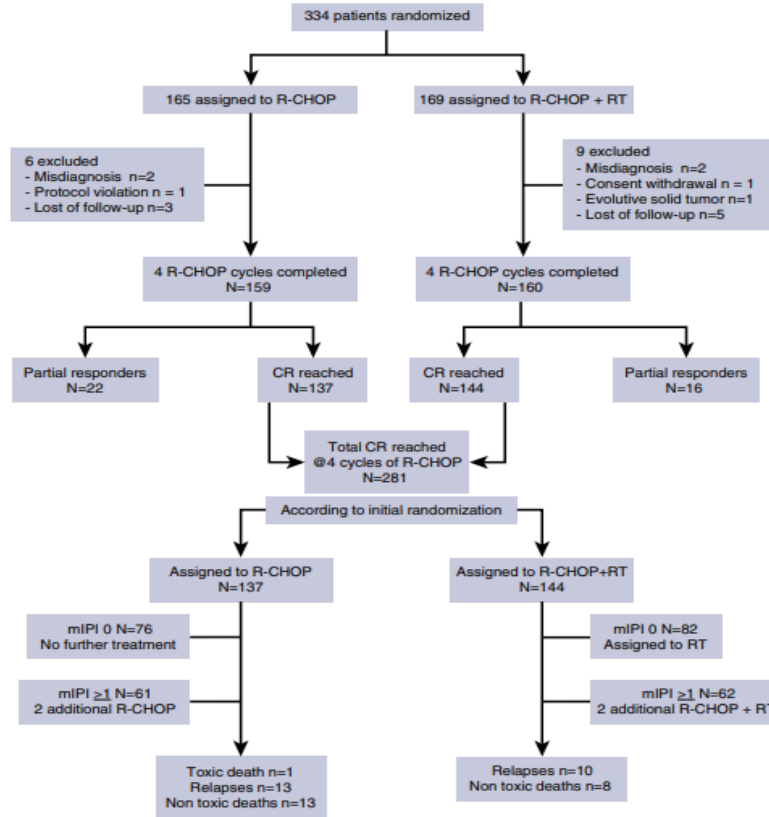 334 patients randomized
165 assigned to R-CHOP
169 assigned to R-CHOP + RT
6 excluded
- Misdiagnosis n=2
- Protocol violation n = 1
- Lost of follow-up n=3
9 excluded
- Misdiagnosis n=2
- Consent withdrawal n = 1
- Evolutive solid tumor n=1
- Lost of follow-up n=5
4 R-CHOP cycles completed
N=159
4 R-CHOP cycles completed
N=160
Partial responders
N=22
CR reached
N=137
CR reached
N=144
Partial responders
N=16
Total CR reached
@4 cycles of R-CHOP
N=281
According to initial randomization
Assigned to R-CHOP
N=137
Assigned to R-CHOP+RT
N=144
mIPI 0 N=76
No further treatment
mIPI 0 N=82
Assigned to RT
mIPI ≥1 N=61
2 additional R-CHOP
mIPI ≥1 N=62
2 additional R-CHOP + RT
Toxic death n=1
Relapses n=13
Non toxic deaths n=13
Relapses n=10
Non toxic deaths n=8